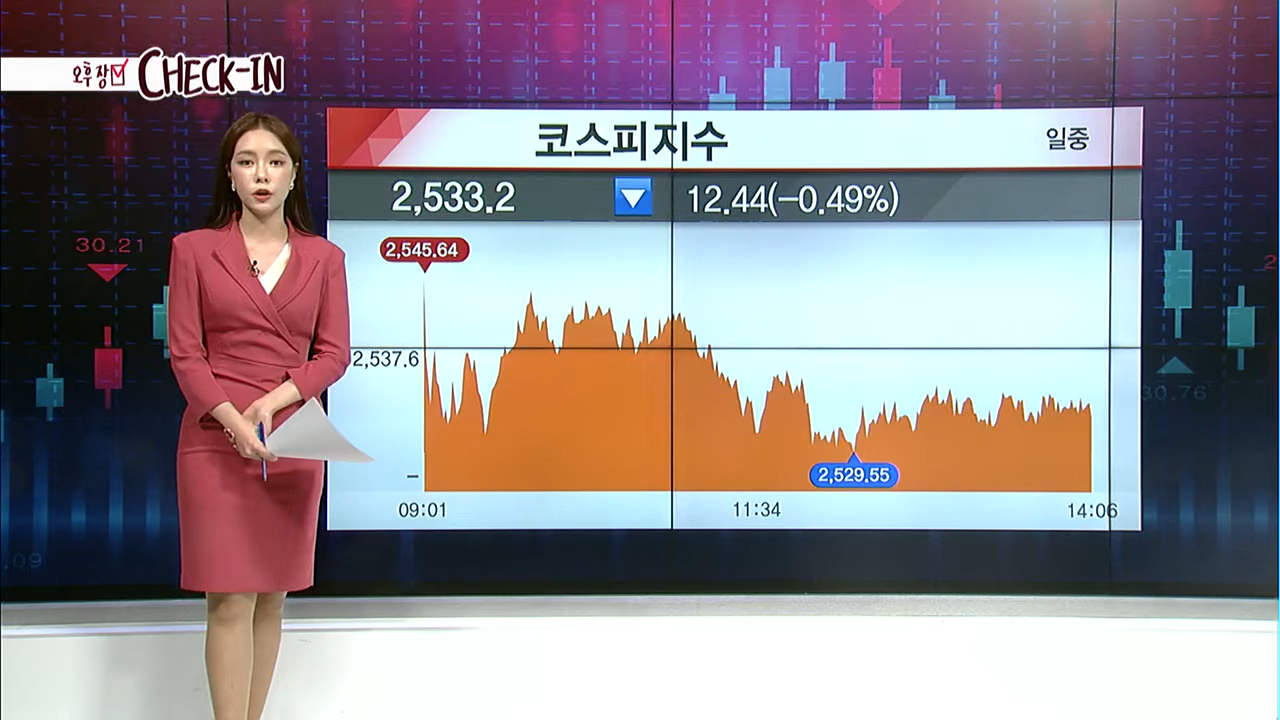 오후장 CHECK-IN
코스피지수
일중
2,533.2 ▼ 12.44(-0.49%)
2,545.64
2,537.6
2,529.55
09:01 11:34 14:06
30.21
30.76
.09